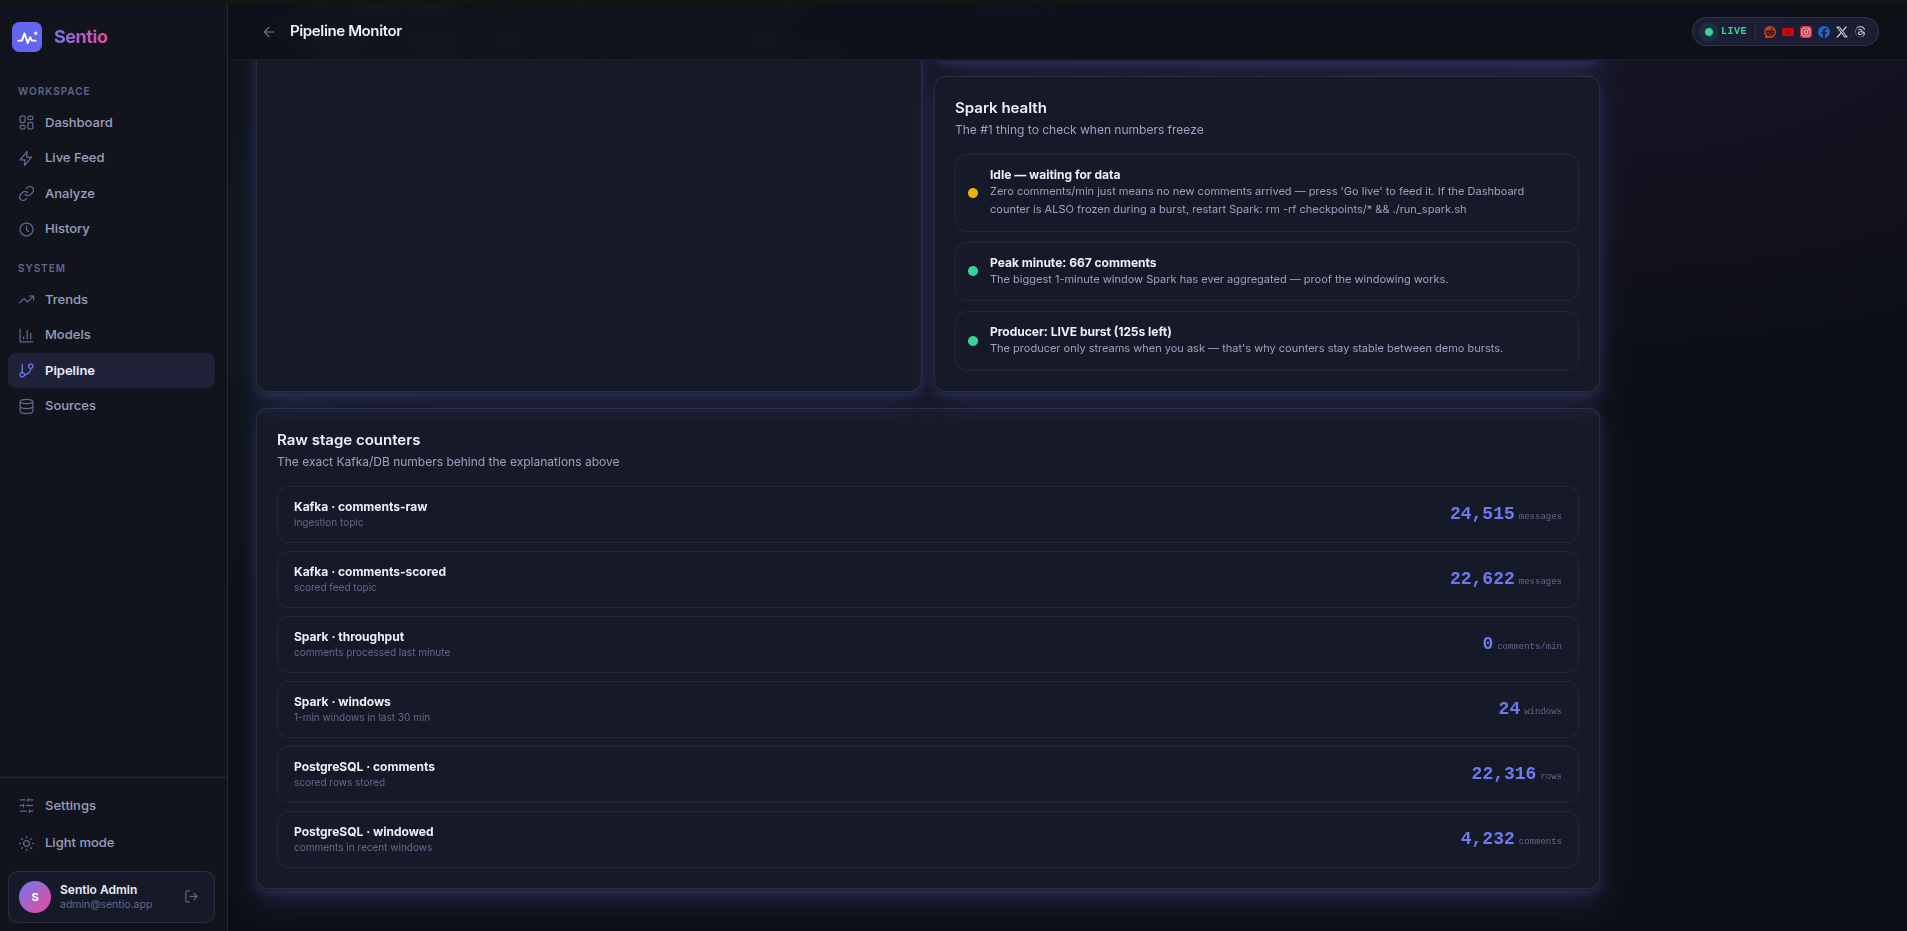 Sentio
WORKSPACE
Dashboard
Live Feed
Analyze
History
SYSTEM
Trends
Models
Pipeline
Sources
Settings
Light mode
S
Sentio Admin
admin@sentio.app
Pipeline Monitor
LIVE
Spark health
The #1 thing to check when numbers freeze
Idle — waiting for data
Zero comments/min just means no new comments arrived — press 'Go live' to feed it. If the Dashboard
counter is ALSO frozen during a burst, restart Spark: rm -rf checkpoints/* && ./run_spark.sh
Peak minute: 667 comments
The biggest 1-minute window Spark has ever aggregated — proof the windowing works.
Producer: LIVE burst (125s left)
The producer only streams when you ask — that's why counters stay stable between demo bursts.
Raw stage counters
The exact Kafka/DB numbers behind the explanations above
Kafka · comments-raw
ingestion topic
24,515 messages
Kafka · comments-scored
scored feed topic
22,622 messages
Spark · throughput
comments processed last minute
0 comments/min
Spark · windows
1-min windows in last 30 min
24 windows
PostgreSQL · comments
scored rows stored
22,316 rows
PostgreSQL · windowed
comments in recent windows
4,232 comments